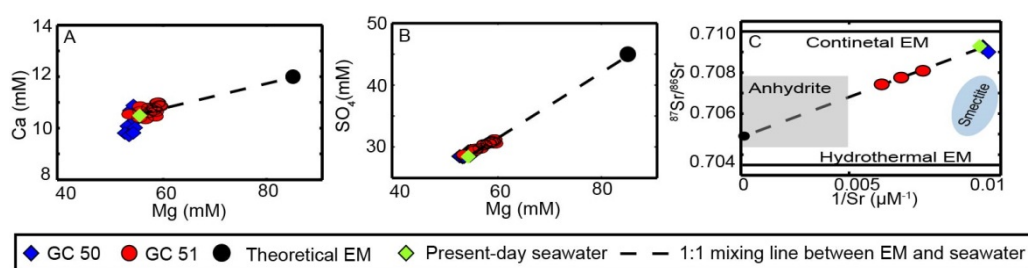 A
14
12
10
8
Ca (mM)
40 60 80
Mg (mM)
B
50
40
30
SO4(mM)
40 60 80
Mg (mM)
C
0.710
0.708
0.706
0.704
87Sr/86Sr
Continetal EM
Anhydrite
Smectite
Hydrothermal EM
0 0.005 0.01
1/Sr (µM-1)
GC 50 GC 51 Theoretical EM Present-day seawater 1:1 mixing line between EM and seawater